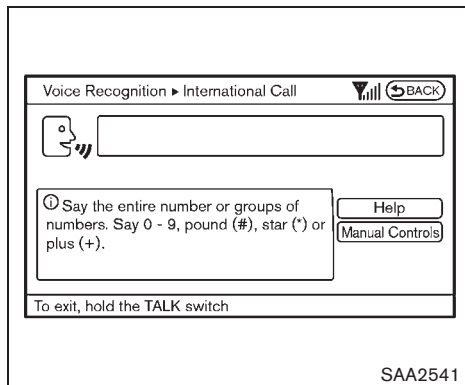 Voice Recognition ▸ International Call
BACK
ⓘ Say the entire number or groups of
numbers. Say 0 - 9, pound (#), star (*) or
plus (+).
Help
Manual Controls
To exit, hold the TALK switch
SAA2541